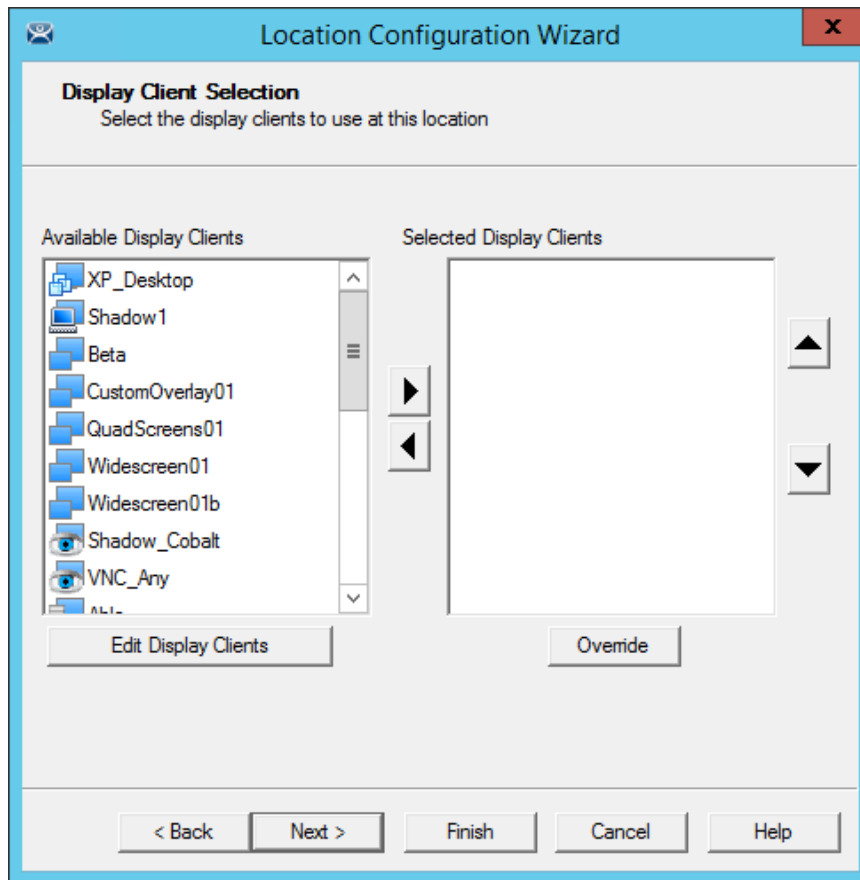 Location Configuration Wizard
x
Display Client Selection
Select the display clients to use at this location
Available Display Clients
Selected Display Clients
XP_Desktop
Shadow1
Beta
CustomOverlay01
QuadScreens01
Widescreen01
Widescreen01b
Shadow_Cobalt
VNC_Any
Edit Display Clients
Override
< Back
Next >
Finish
Cancel
Help